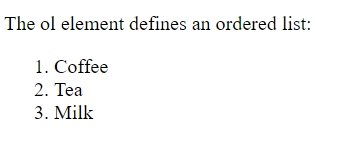 The ol element defines an ordered list:
1. Coffee
2. Tea
3. Milk